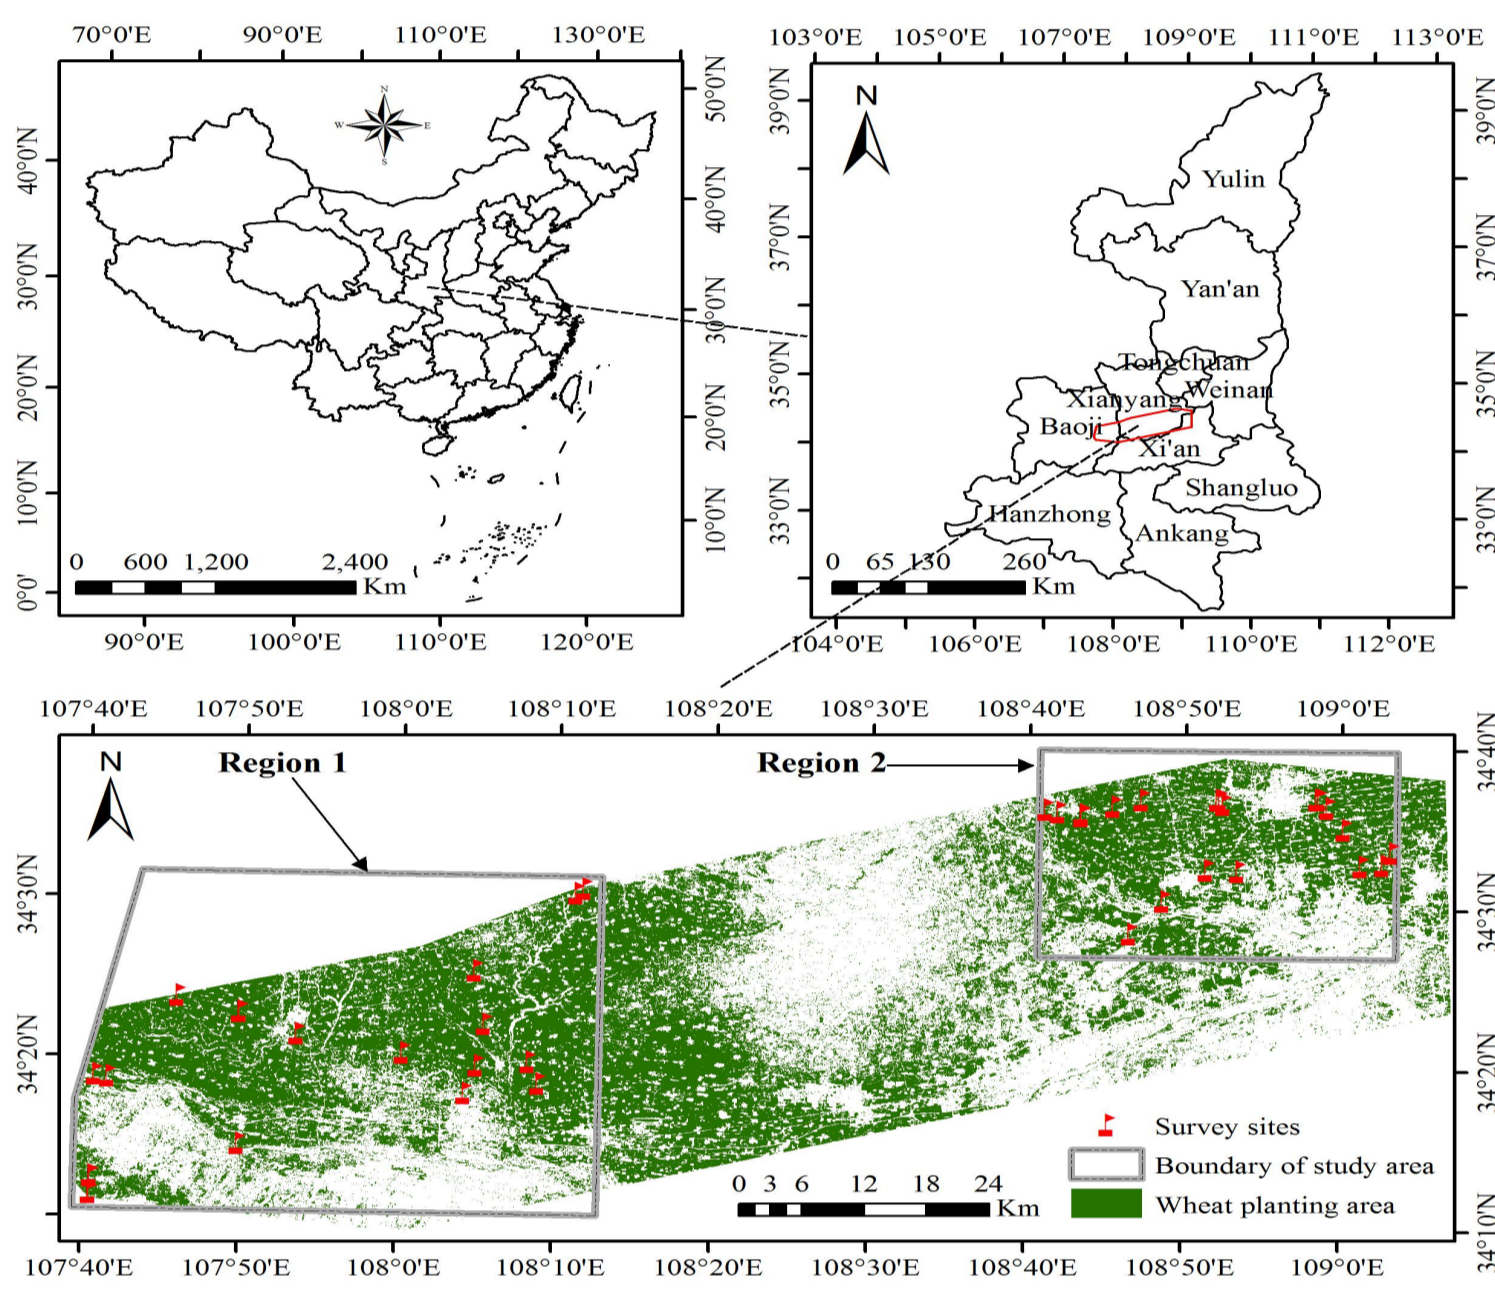 70°0'E 90°0'E 110°0'E 130°0'E
103°0'E 105°0'E 107°0'E 109°0'E 111°0'E 113°0'E
N
W E
S
50°0'N
40°0'N
30°0'N
20°0'N
10°0'N
40°0'N
30°0'N
20°0'N
10°0'N
0°0'
0 600 1,200 2,400
Km
90°0'E 100°0'E 110°0'E 120°0'E
N
39°0'N
37°0'N
35°0'N
33°0'N
39°0'N
37°0'N
35°0'N
33°0'N
Yulin
Yan'an
Tongchuan
Weinan
Xianyang
Baoji
Xi'an
Shangluo
Hanzhong
Ankang
0 65 130 260
Km
104°0'E 106°0'E 108°0'E 110°0'E 112°0'E
107°40'E 107°50'E 108°0'E 108°10'E 108°20'E 108°30'E 108°40'E 108°50'E 109°0'E
N
Region 1
Region 2
34°30'N
34°20'N
34°40'N
34°30'N
34°20'N
34°10'N
Survey sites
Boundary of study area
Wheat planting area
0 3 6 12 18 24
Km
107°40'E 107°50'E 108°0'E 108°10'E 108°20'E 108°30'E 108°40'E 108°50'E 109°0'E